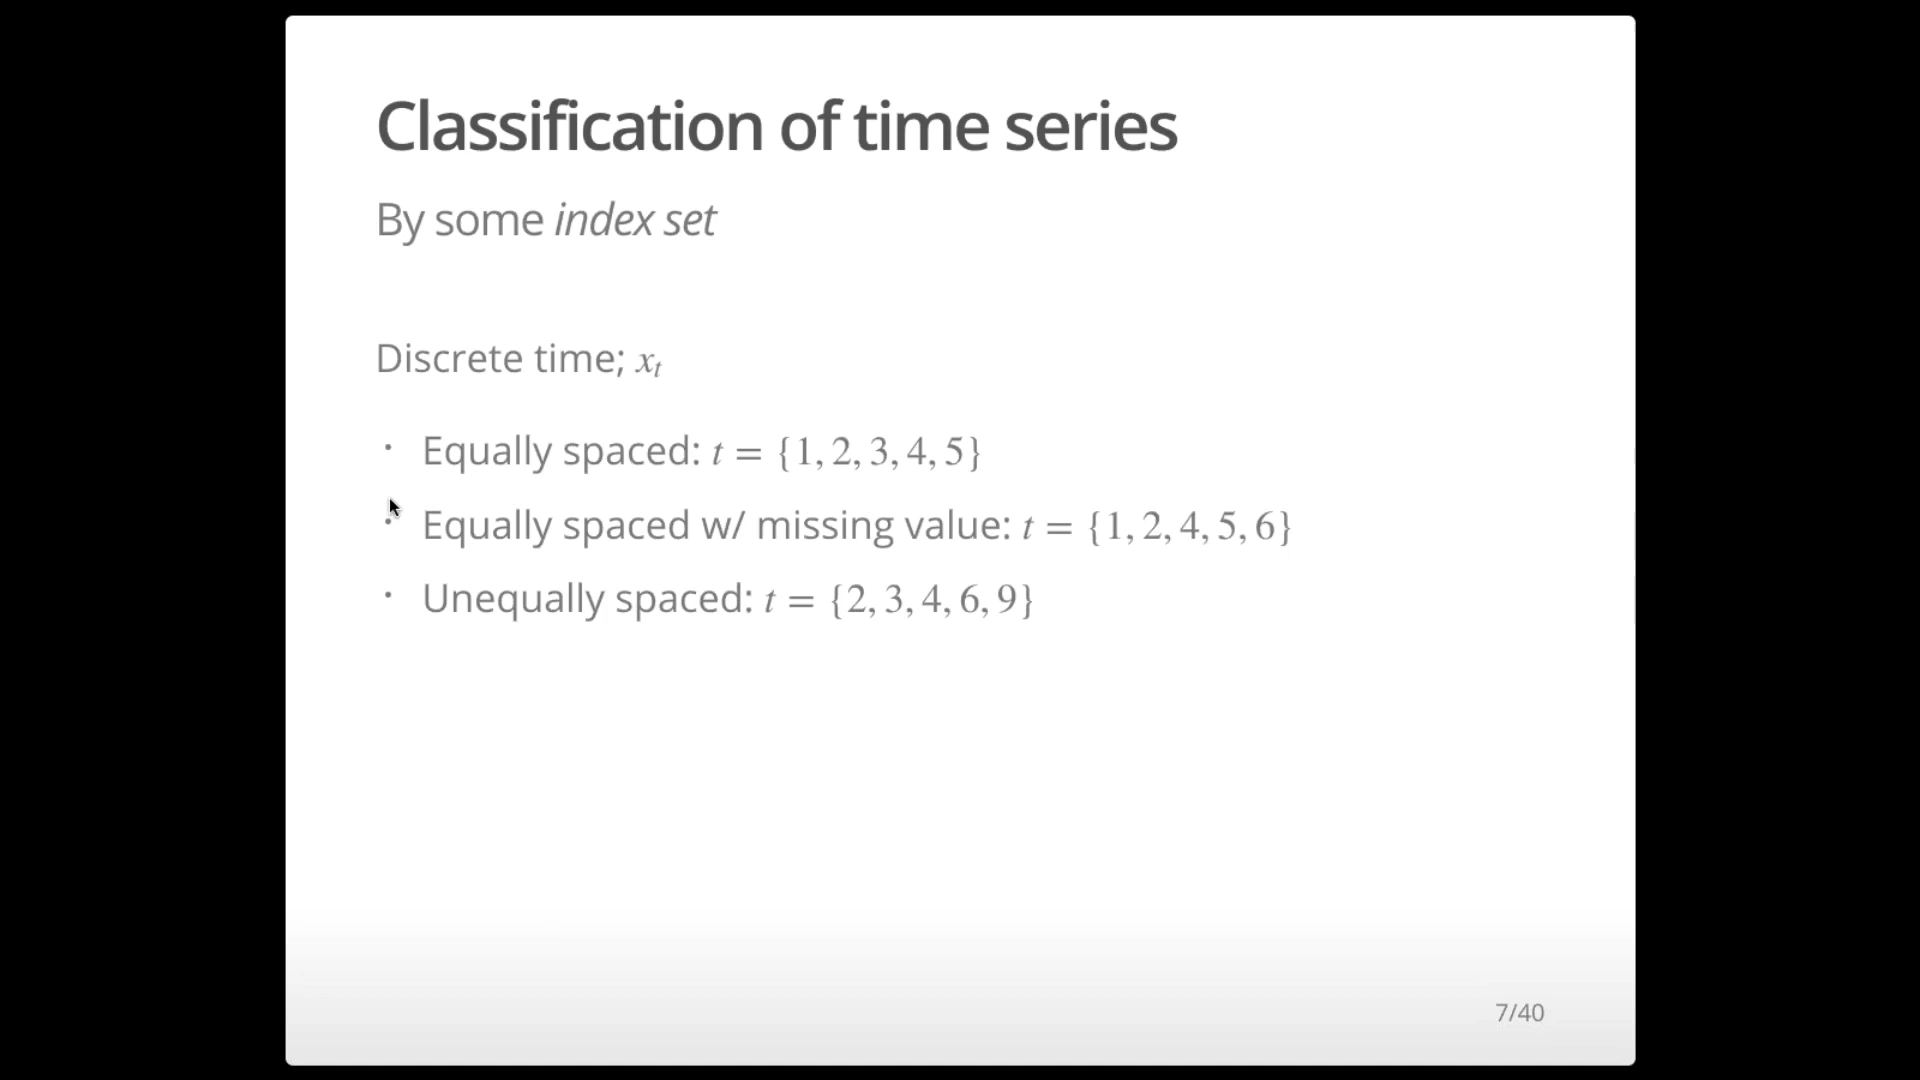 Classification of time series
By some index set
Discrete time; xₜ
· Equally spaced: t = {1, 2, 3, 4, 5}
· Equally spaced w/ missing value: t = {1, 2, 4, 5, 6}
· Unequally spaced: t = {2, 3, 4, 6, 9}
7/40